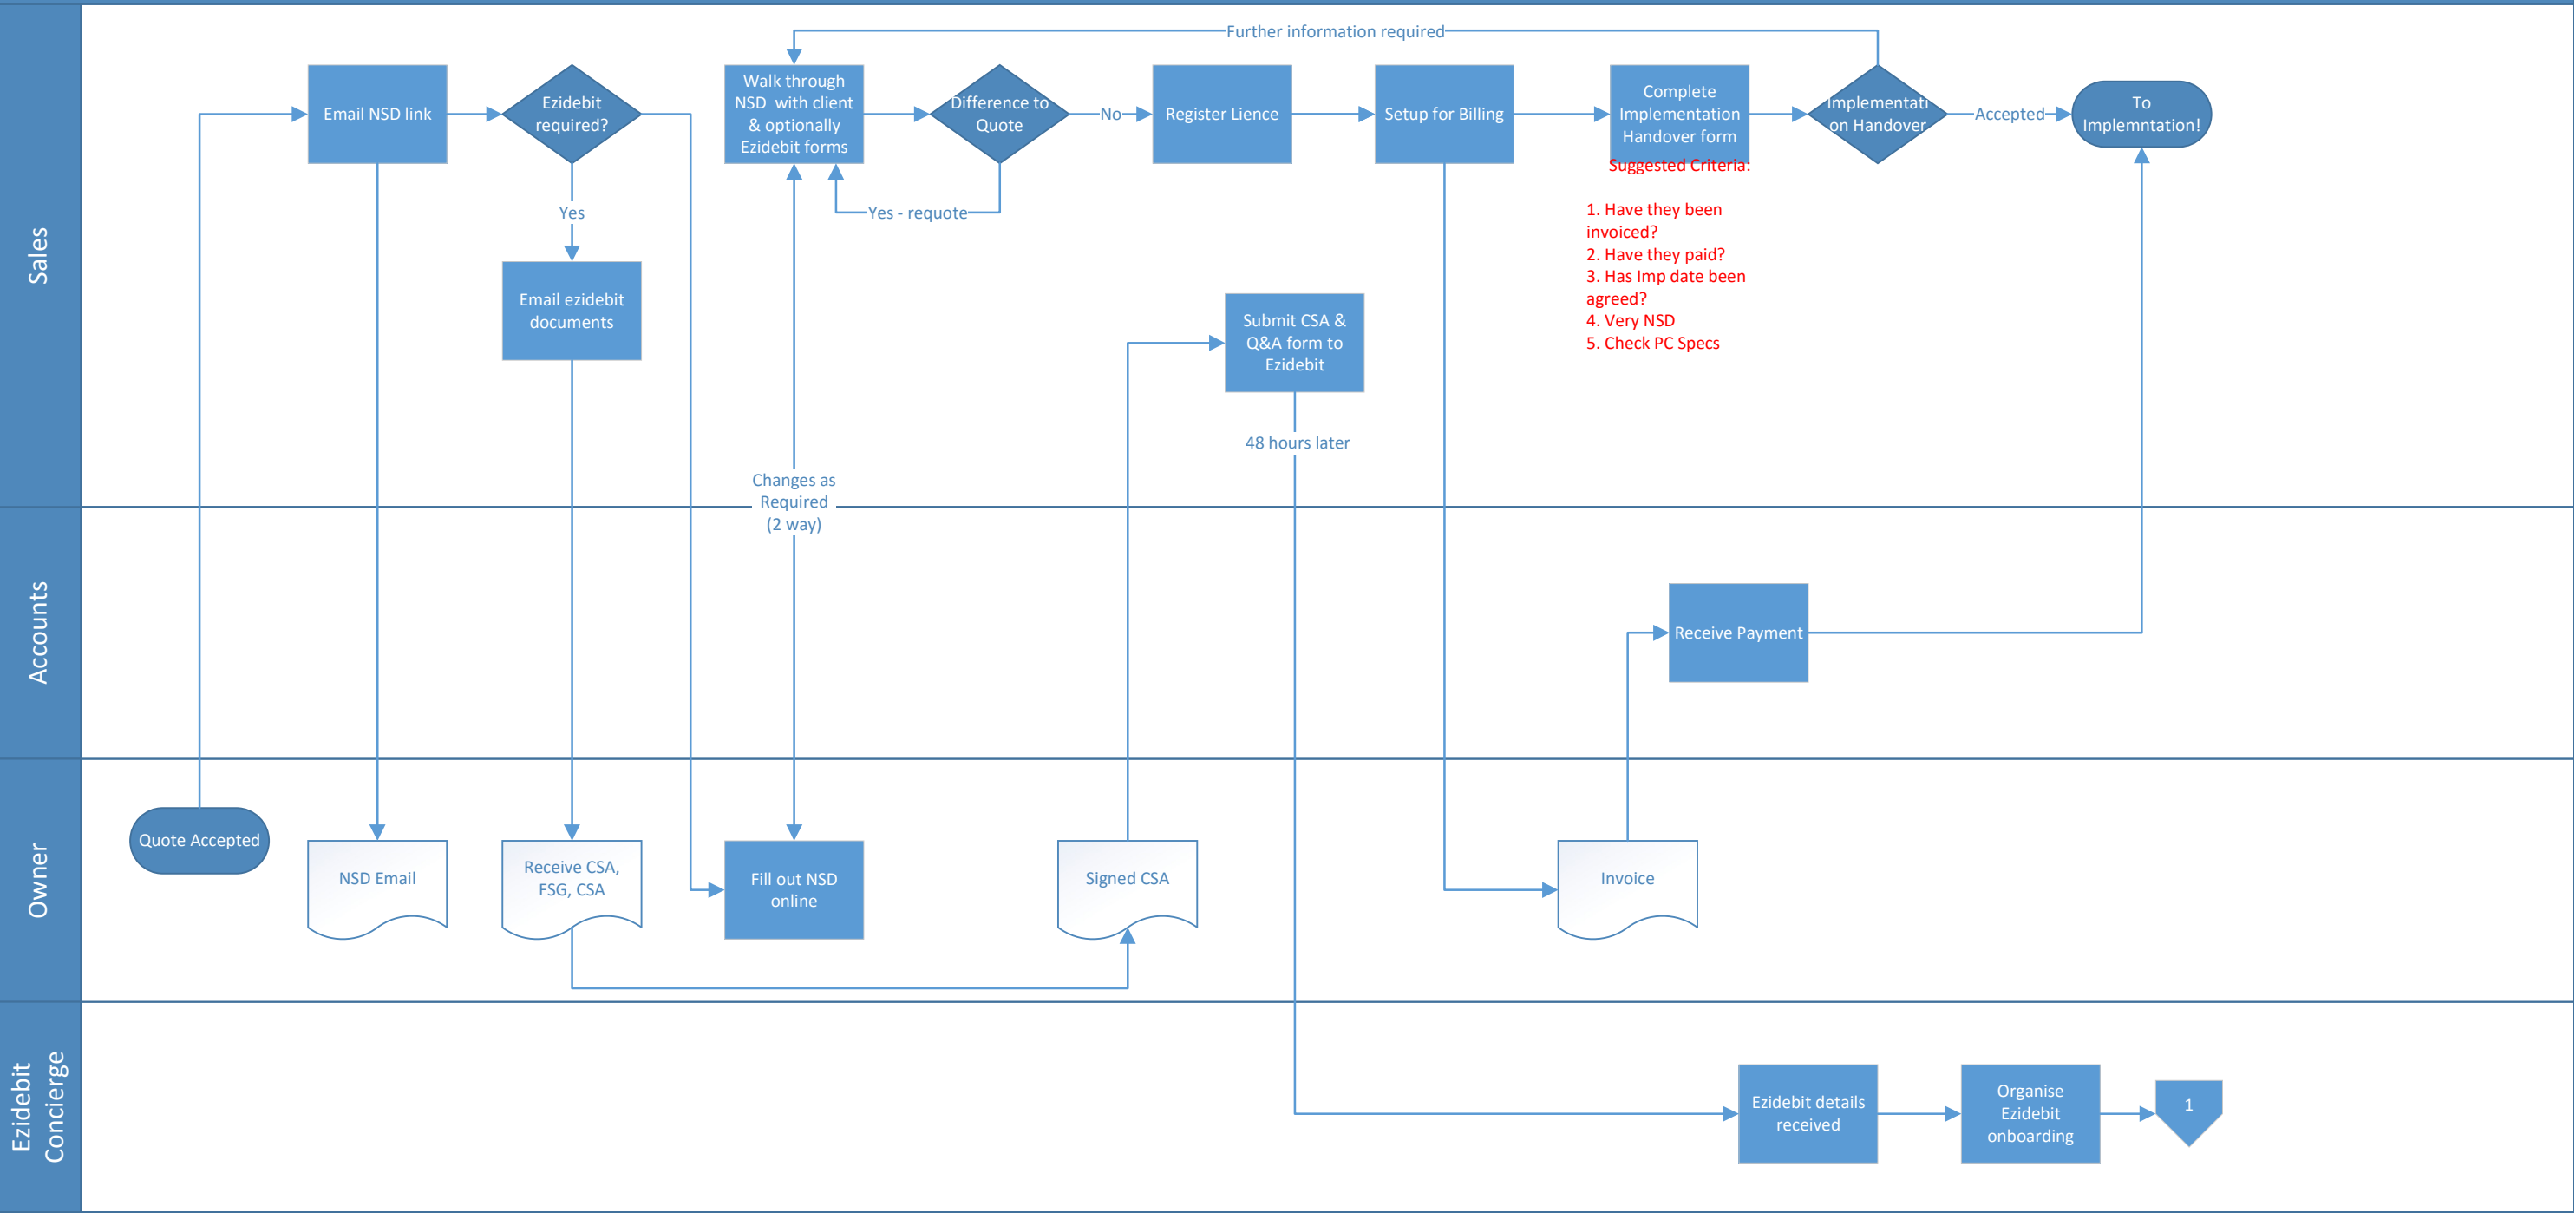 Sales
Further information required
Email NSD link
Ezidebit
required?
Walk through
NSD  with client
& optionally
Ezidebit forms
Difference to
Quote
No
Register Lience
Setup for Billing
Complete
Implementation
Handover form
Implementati
on Handover
Accepted
To
Implemntation!
Suggested Criteria:
1. Have they been
invoiced?
2. Have they paid?
3. Has Imp date been
agreed?
4. Very NSD
5. Check PC Specs
Yes
Yes - requote
Email ezidebit
documents
Submit CSA &
Q&A form to
Ezidebit
48 hours later
Changes as
Required
(2 way)
Accounts
Receive Payment
Owner
Quote Accepted
NSD Email
Receive CSA,
FSG, CSA
Fill out NSD
online
Signed CSA
Invoice
Ezidebit
Concierge
Ezidebit details
received
Organise
Ezidebit
onboarding
1